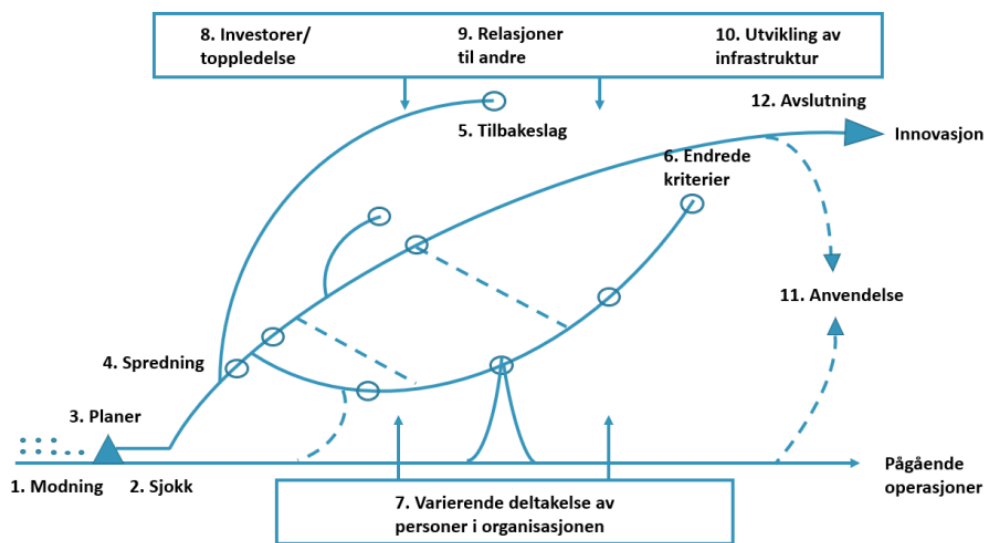 8. Investorer/
toppledelse
9. Relasjoner
til andre
10. Utvikling av
infrastruktur
12. Avslutning
5. Tilbakeslag
Innovasjon
6. Endrede
kriterier
11. Anvendelse
4. Spredning
3. Planer
1. Modning
2. Sjokk
Pågående
operasjoner
7. Varierende deltakelse av
personer i organisasjonen